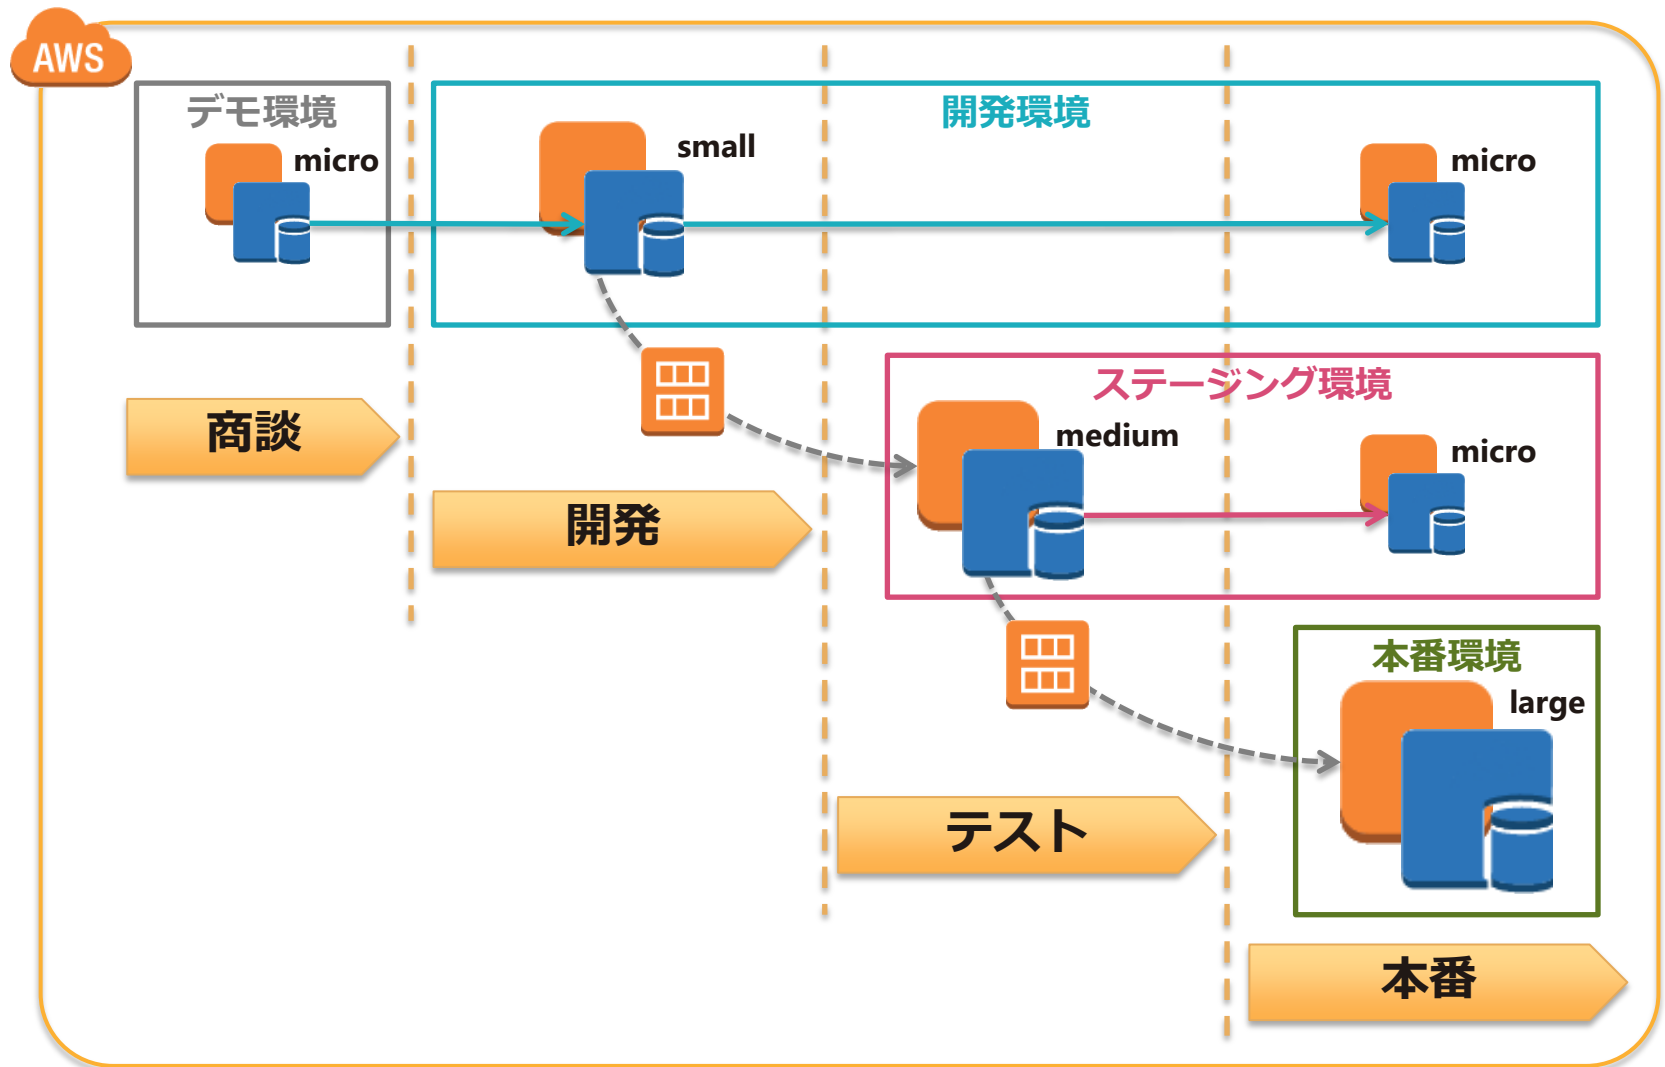 AWS
デモ環境
micro
開発環境
small
micro
商談
ステージング環境
medium
micro
開発
本番環境
large
テスト
本番